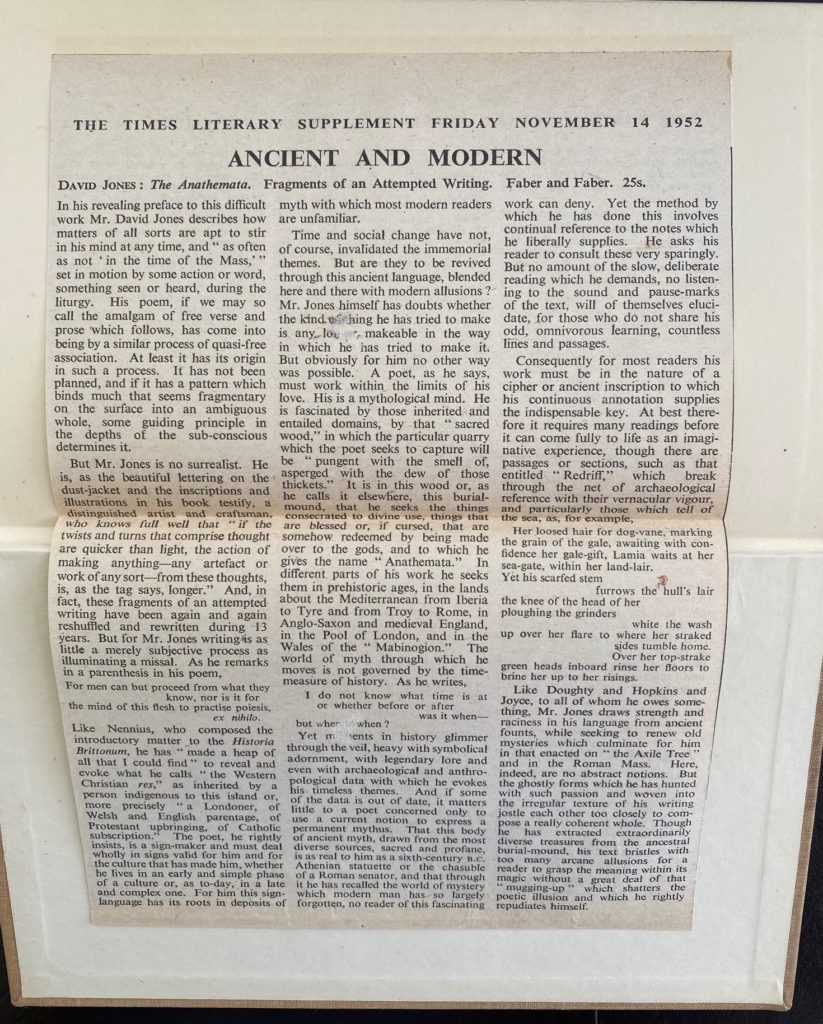 THE TIMES LITERARY SUPPLEMENT FRIDAY NOVEMBER 14 1952
ANCIENT AND MODERN
DAVID JONES: The Anathemata. Fragments of an Attempted Writing. Faber and Faber. 25s.
In his revealing preface to this difficult
work Mr. David Jones describes how
matters of all sorts are apt to stir
in his mind at any time, and " as often
as not ' in the time of the Mass,' "
set in motion by some action or word,
something seen or heard, during the
liturgy. His poem, if we may so
call the amalgam of free verse and
prose which follows, has come into
being by a similar process of quasi-free
association. At least it has its origin
in such a process. It has not been
planned, and if it has a pattern which
binds much that seems fragmentary
on the surface into an ambiguous
whole, some guiding principle in
the depths of the sub-conscious
determines it.
But Mr. Jones is no surrealist. He
is, as the beautiful lettering on the
dust-jacket and the inscriptions and
illustrations in his book testify, a
distinguished artist and craftsman,
who knows full well that " if the
twists and turns that comprise thought
are quicker than light, the action of
making anything—any artefact or
work of any sort—from these thoughts,
is, as the tag says, longer." And, in
fact, these fragments of an attempted
writing have been again and again
reshuffled and rewritten during 13
years. But for Mr. Jones writing is as
little a merely subjective process as
illuminating a missal. As he remarks
in a parenthesis in his poem,
For men can but proceed from what they
know, nor is it for
the mind of this flesh to practise poiesis,
ex nihilo.
Like Nennius, who composed the
introductory matter to the Historia
Brittonum, he has " made a heap of
all that I could find " to reveal and
evoke what he calls " the Western
Christian res," as inherited by a
person indigenous to this island or,
more precisely " a Londoner, of
Welsh and English parentage, of
Protestant upbringing, of Catholic
subscription." The poet, he rightly
insists, is a sign-maker and must deal
wholly in signs valid for him and for
the culture that has made him, whether
he lives in an early and simple phase
of a culture or, as to-day, in a late
and complex one. For him this sign-
language has its roots in deposits of
myth with which most modern readers
are unfamiliar.
Time and social change have not,
of course, invalidated the immemorial
themes. But are they to be revived
through this ancient language, blended
here and there with modern allusions ?
Mr. Jones himself has doubts whether
the kind thing he has tried to make
is any makeable in the way
in which he has tried to make it.
But obviously for him no other way
was possible. A poet, as he says,
must work within the limits of his
love. His is a mythological mind. He
is fascinated by those inherited and
entailed domains, by that " sacred
wood," in which the particular quarry
which the poet seeks to capture will
be " pungent with the smell of,
asperged with the dew of those
thickets." It is in this wood or, as
he calls it elsewhere, this burial-
mound, that he seeks the things
consecrated to divine use, things that
are blessed or, if cursed, that are
somehow redeemed by being made
over to the gods, and to which he
gives the name " Anathemata." In
different parts of his work he seeks
them in prehistoric ages, in the lands
about the Mediterranean from Iberia
to Tyre and from Troy to Rome, in
Anglo-Saxon and medieval England,
in the Pool of London, and in the
Wales of the " Mabinogion." The
world of myth through which he
moves is not governed by the time-
measure of history. As he writes,
I do not know what time is at
or whether before or after
was it when—
but when is when ?
Yet moments in history glimmer
through the veil, heavy with symbolical
adornment, with legendary lore and
even with archaeological and anthro-
pological data with which he evokes
his timeless themes. And if some
of the data is out of date, it matters
little to a poet concerned only to
use a current notion to express a
permanent mythus. That this body
of ancient myth, drawn from the most
diverse sources, sacred and profane,
is as real to him as a sixth-century B.C.
Athenian statuette or the chasuble
of a Roman senator, and that through
it he has recalled the world of mystery
which modern man has so largely
forgotten, no reader of this fascinating
work can deny. Yet the method by
which he has done this involves
continual reference to the notes which
he liberally supplies. He asks his
reader to consult these very sparingly.
But no amount of the slow, deliberate
reading which he demands, no listen-
ing to the sound and pause-marks
of the text, will of themselves eluci-
date, for those who do not share his
odd, omnivorous learning, countless
lines and passages.
Consequently for most readers his
work must be in the nature of a
cipher or ancient inscription to which
his continuous annotation supplies
the indispensable key. At best there-
fore it requires many readings before
it can come fully to life as an imagi-
native experience, though there are
passages or sections, such as that
entitled " Redriff," which break
through the net of archaeological
reference with their vernacular vigour,
and particularly those which tell of
the sea, as, for example,
Her loosed hair for dog-vane, marking
the grain of the gale, awaiting with con-
fidence her gale-gift, Lamia waits at her
sea-gate, within her land-lair.
Yet his scarfed stem
furrows the hull's lair
the knee of the head of her
ploughing the grinders
white the wash
up over her flare to where her straked
sides tumble home.
Over her top-strake
green heads inboard rinse her floors to
brine her up to her risings.
Like Doughty and Hopkins and
Joyce, to all of whom he owes some-
thing, Mr. Jones draws strength and
raciness in his language from ancient
founts, while seeking to renew old
mysteries which culminate for him
in that enacted on " the Axile Tree "
and in the Roman Mass. Here,
indeed, are no abstract notions. But
the ghostly forms which he has hunted
with such passion and woven into
the irregular texture of his writing
jostle each other too closely to com-
pose a really coherent whole. Though
he has extracted extraordinarily
diverse treasures from the ancestral
burial-mound, his text bristles with
too many arcane allusions for a
reader to grasp the meaning within its
magic without a great deal of that
" mugging-up " which shatters the
poetic illusion and which he rightly
repudiates himself.